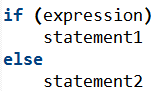 if (expression)
    statement1
else
    statement2